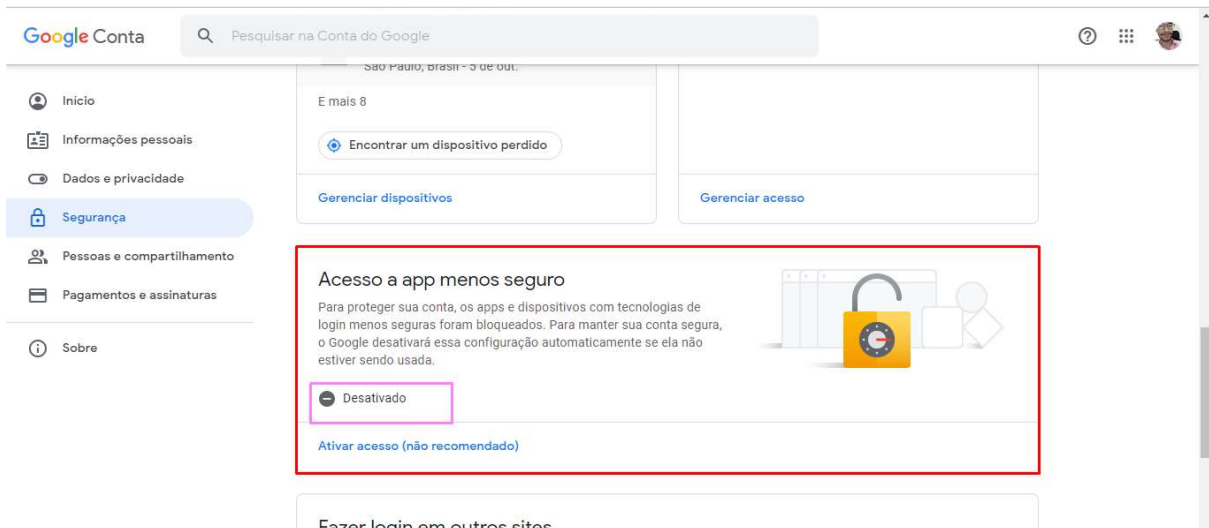 Google Conta
Pesquisar na Conta do Google
Início
Informações pessoais
Dados e privacidade
Segurança
Pessoas e compartilhamento
Pagamentos e assinaturas
Sobre
São Paulo, Brasil - 5 de out.
E mais 8
Encontrar um dispositivo perdido
Gerenciar dispositivos
Gerenciar acesso
Acesso a app menos seguro
Para proteger sua conta, os apps e dispositivos com tecnologias de
login menos seguras foram bloqueados. Para manter sua conta segura,
o Google desativará essa configuração automaticamente se ela não
estiver sendo usada.
Desativado
Ativar acesso (não recomendado)
Fazer login em outros sites